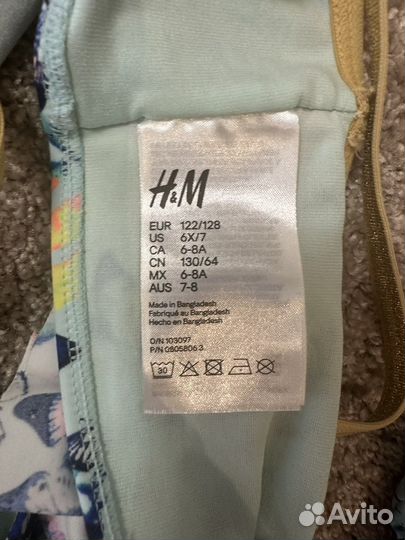 H&M
EUR 122/128
US 6X/7
CA 6-8A
CN 130/64
MX 6-8A
AUS 7-8
Made in Bangladesh
Fabriqué au Bangladesh
Hecho en Bangladesh
O/N 103097
P/N 0805806 3
30
Avito